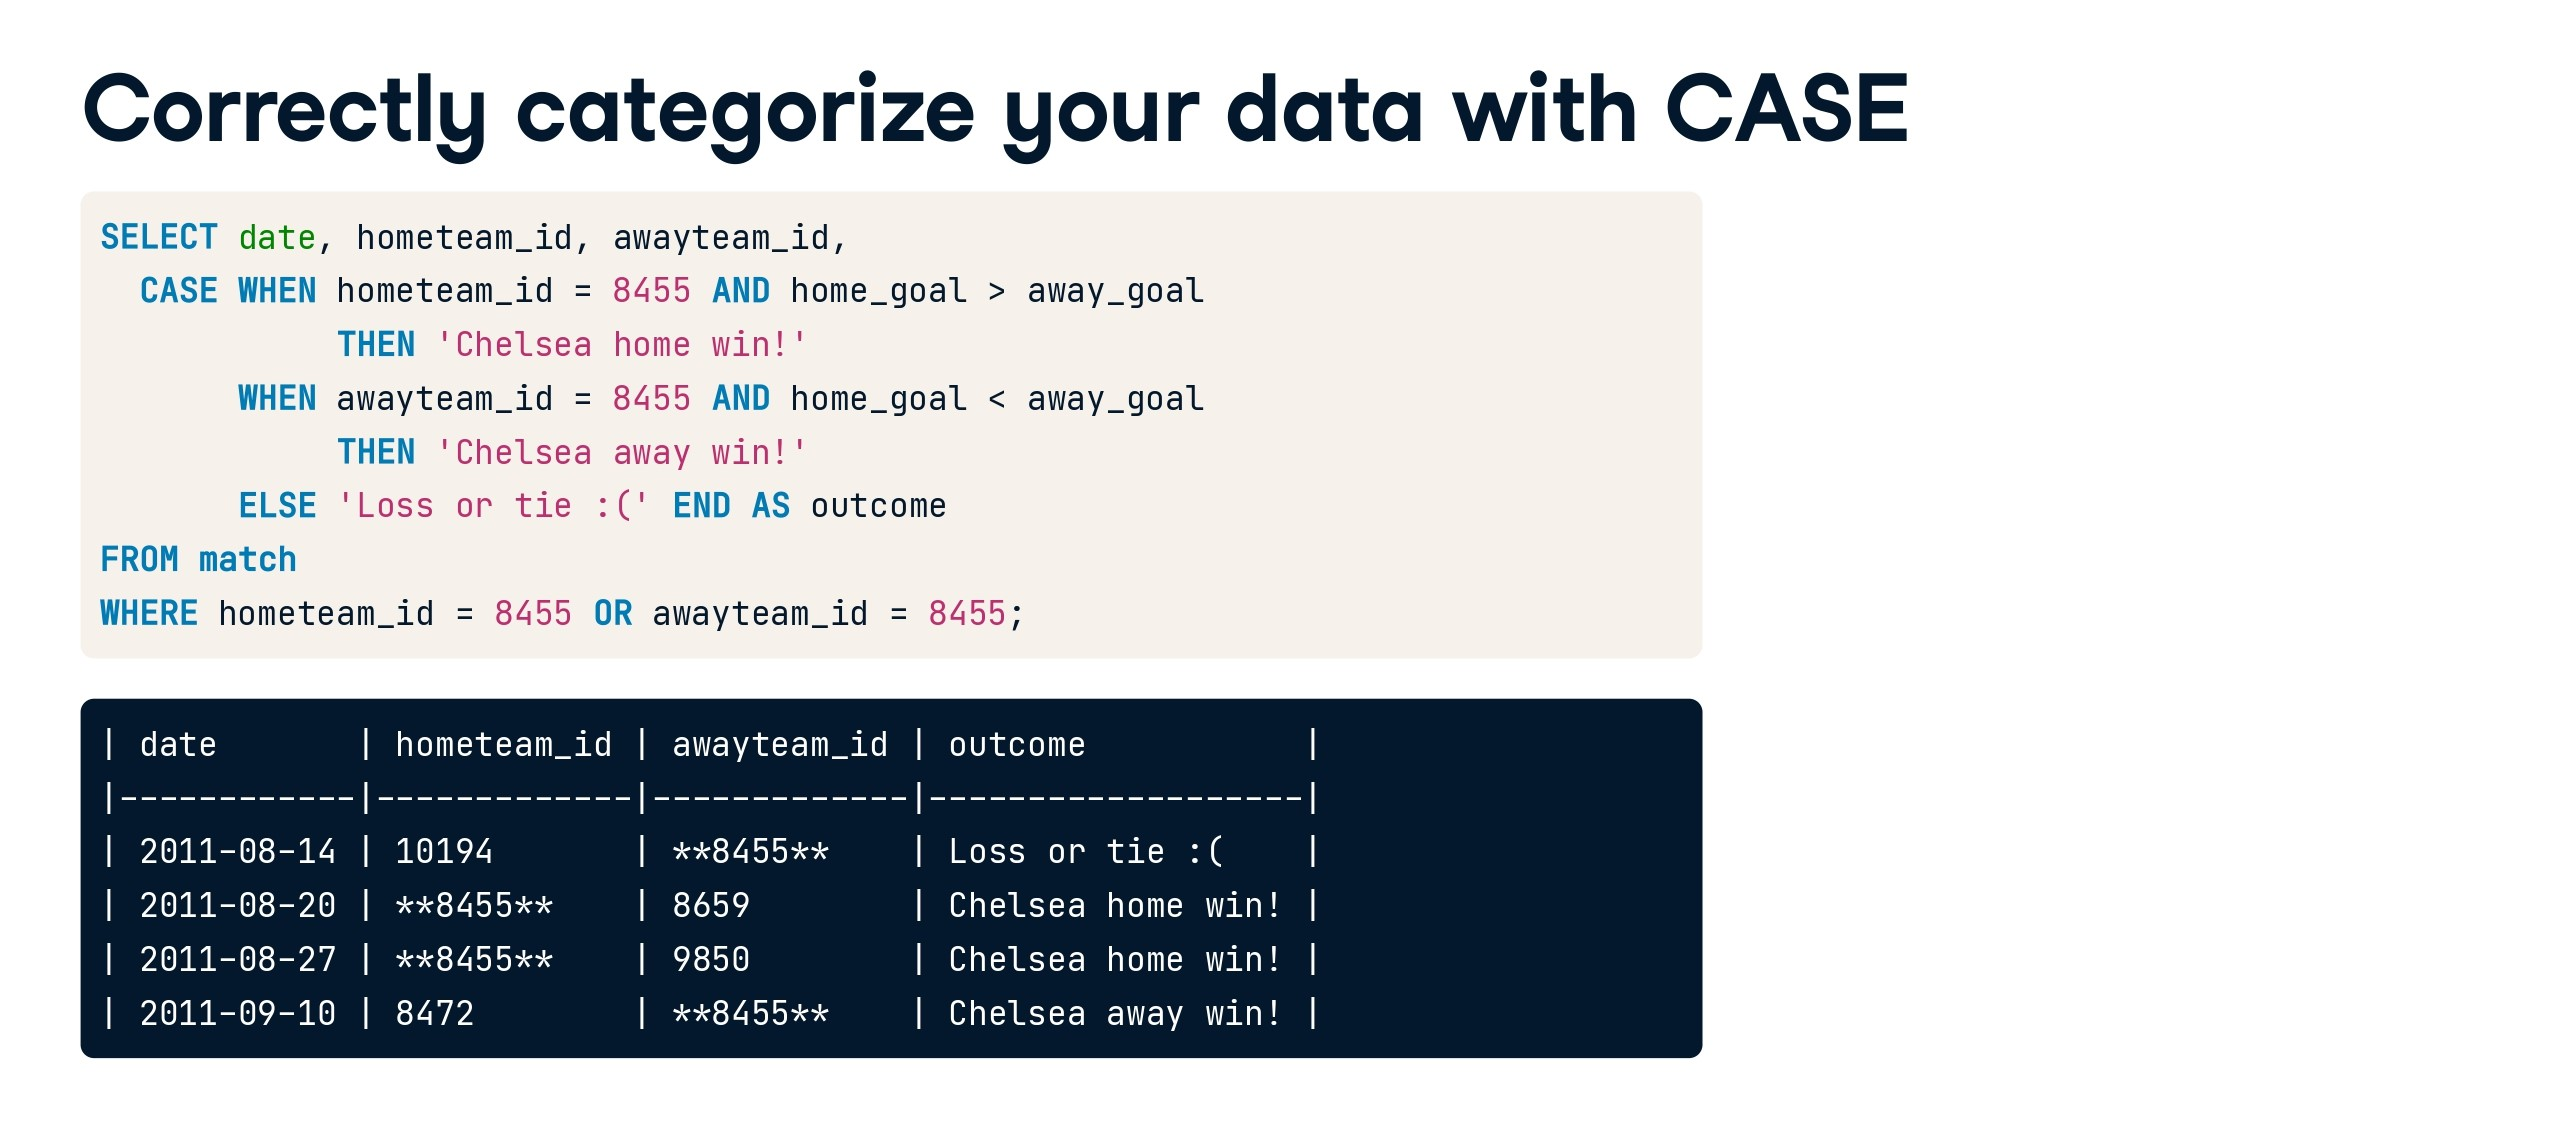 Correctly categorize your data with CASE
SELECT date, hometeam_id, awayteam_id,
  CASE WHEN hometeam_id = 8455 AND home_goal > away_goal
            THEN 'Chelsea home win!'
       WHEN awayteam_id = 8455 AND home_goal < away_goal
            THEN 'Chelsea away win!'
       ELSE 'Loss or tie :(' END AS outcome
FROM match
WHERE hometeam_id = 8455 OR awayteam_id = 8455;
| date       | hometeam_id | awayteam_id | outcome           |
|------------|-------------|-------------|-------------------|
| 2011-08-14 | 10194       | **8455**    | Loss or tie :(    |
| 2011-08-20 | **8455**    | 8659        | Chelsea home win! |
| 2011-08-27 | **8455**    | 9850        | Chelsea home win! |
| 2011-09-10 | 8472        | **8455**    | Chelsea away win! |